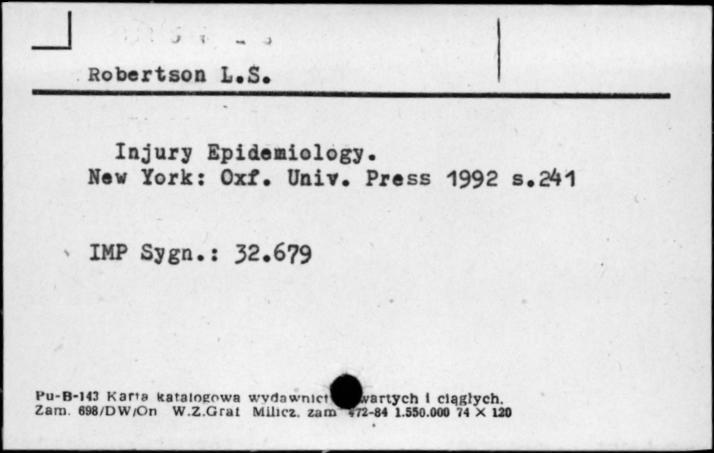 Robertson L.S.
Injury Epidemiology.
New York: Oxf. Univ. Press 1992 s.241
IMP Sygn.: 32.679
Pu-B-143 Karta katalogowa wydawnict wartych i ciągłych.
Zam. 698/DW/On W.Z.Graf Milicz. zam 472-84 1.550.000 74 X 120